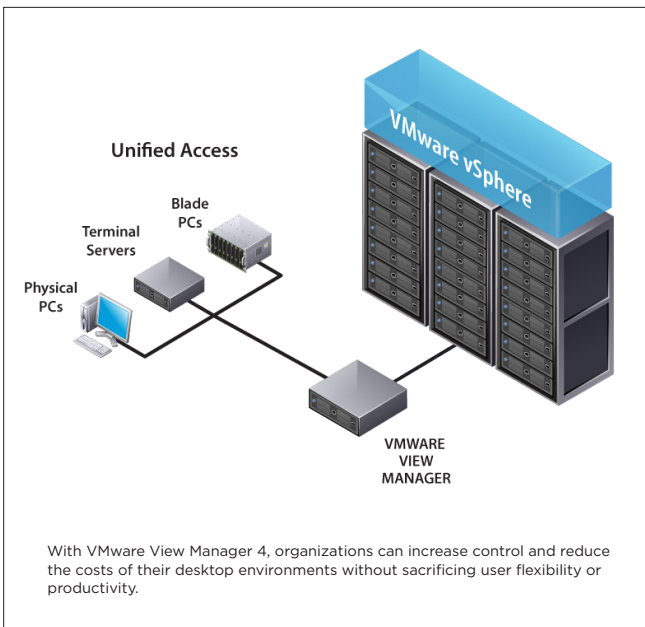 VMware vSphere
Unified Access
Blade
PCs
Terminal
Servers
Physical
PCs
VMWARE
VIEW
MANAGER
With VMware View Manager 4, organizations can increase control and reduce
the costs of their desktop environments without sacrificing user flexibility or
productivity.